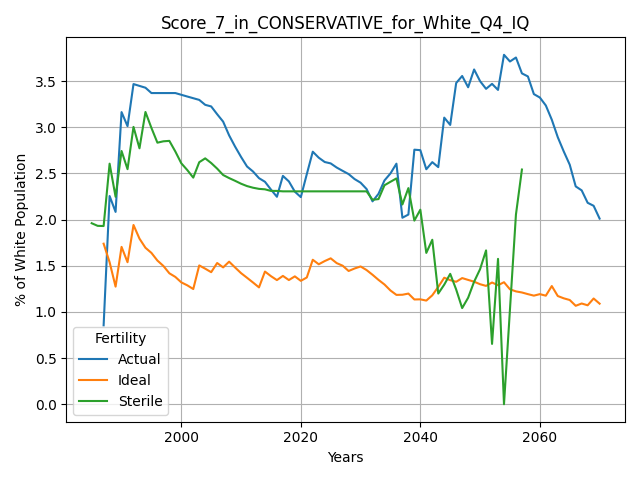 Score_7_in_CONSERVATIVE_for_White_Q4_IQ
% of White Population
3.5
3.0
2.5
2.0
1.5
1.0
0.5
0.0
Fertility
Actual
Ideal
Sterile
2000
2020
2040
2060
Years